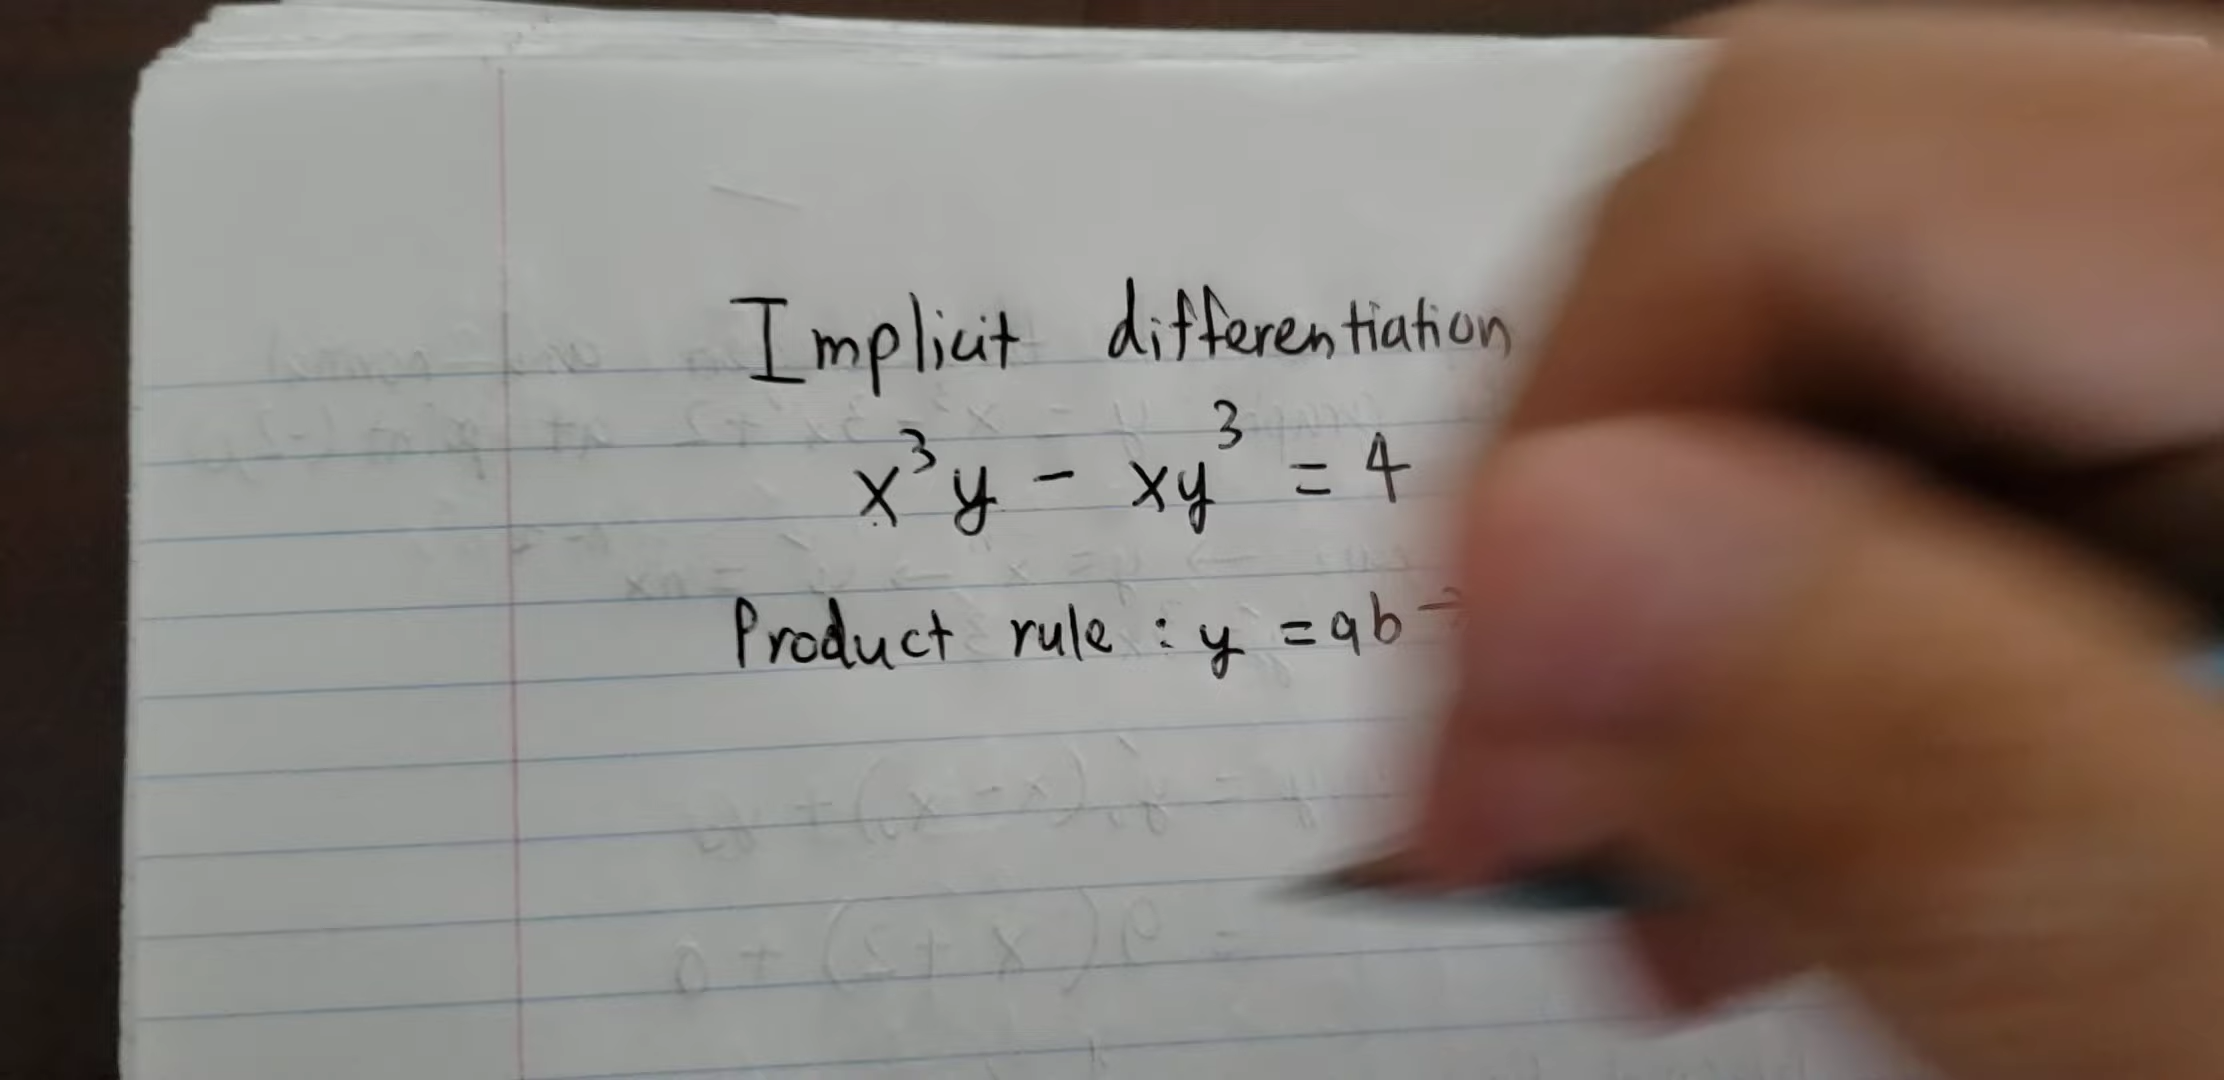 Implicit differentiation
x³y - xy³ = 4
Product rule : y = ab →